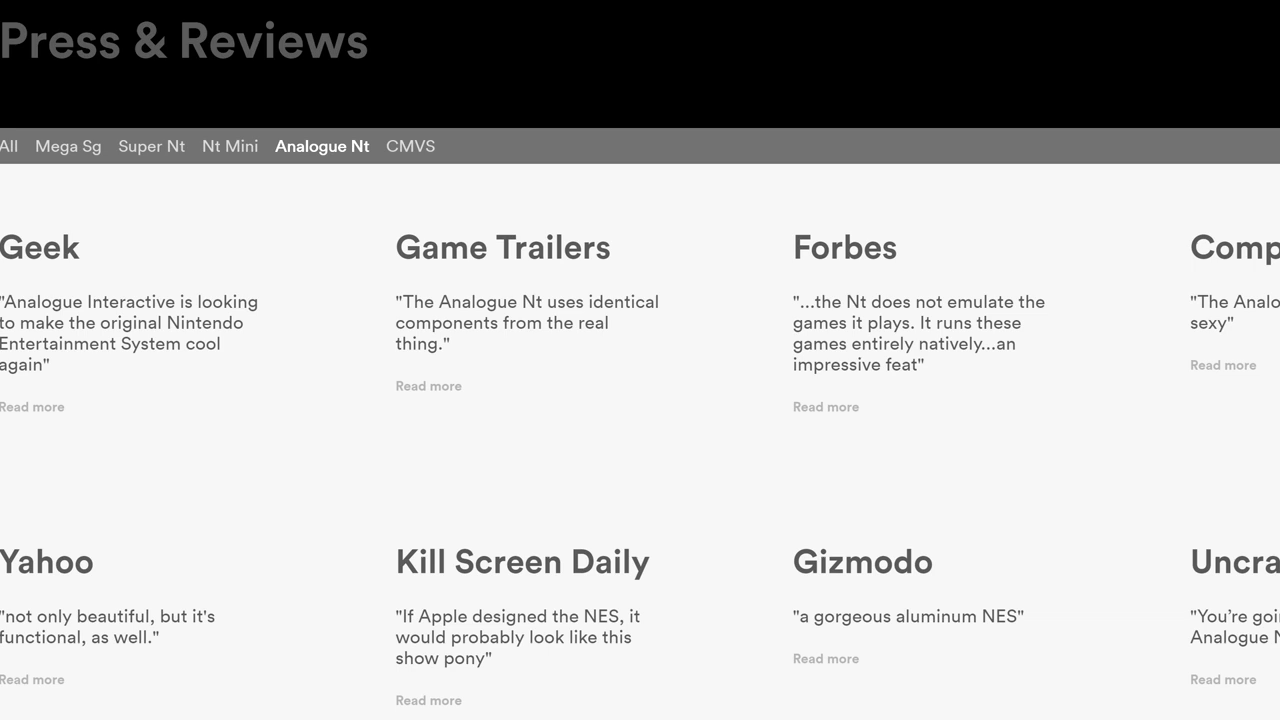 Press & Reviews
All Mega Sg Super Nt Nt Mini Analogue Nt CMVS
Geek
"Analogue Interactive is looking
to make the original Nintendo
Entertainment System cool
again"
Read more
Game Trailers
"The Analogue Nt uses identical
components from the real
thing."
Read more
Forbes
"...the Nt does not emulate the
games it plays. It runs these
games entirely natively...an
impressive feat"
Read more
"The
sexy"
Read more
Yahoo
"not only beautiful, but it's
functional, as well."
Read more
Kill Screen Daily
"If Apple designed the NES, it
would probably look like this
show pony"
Read more
Gizmodo
"a gorgeous aluminum NES"
Read more
"You’re
Analogue
Read more